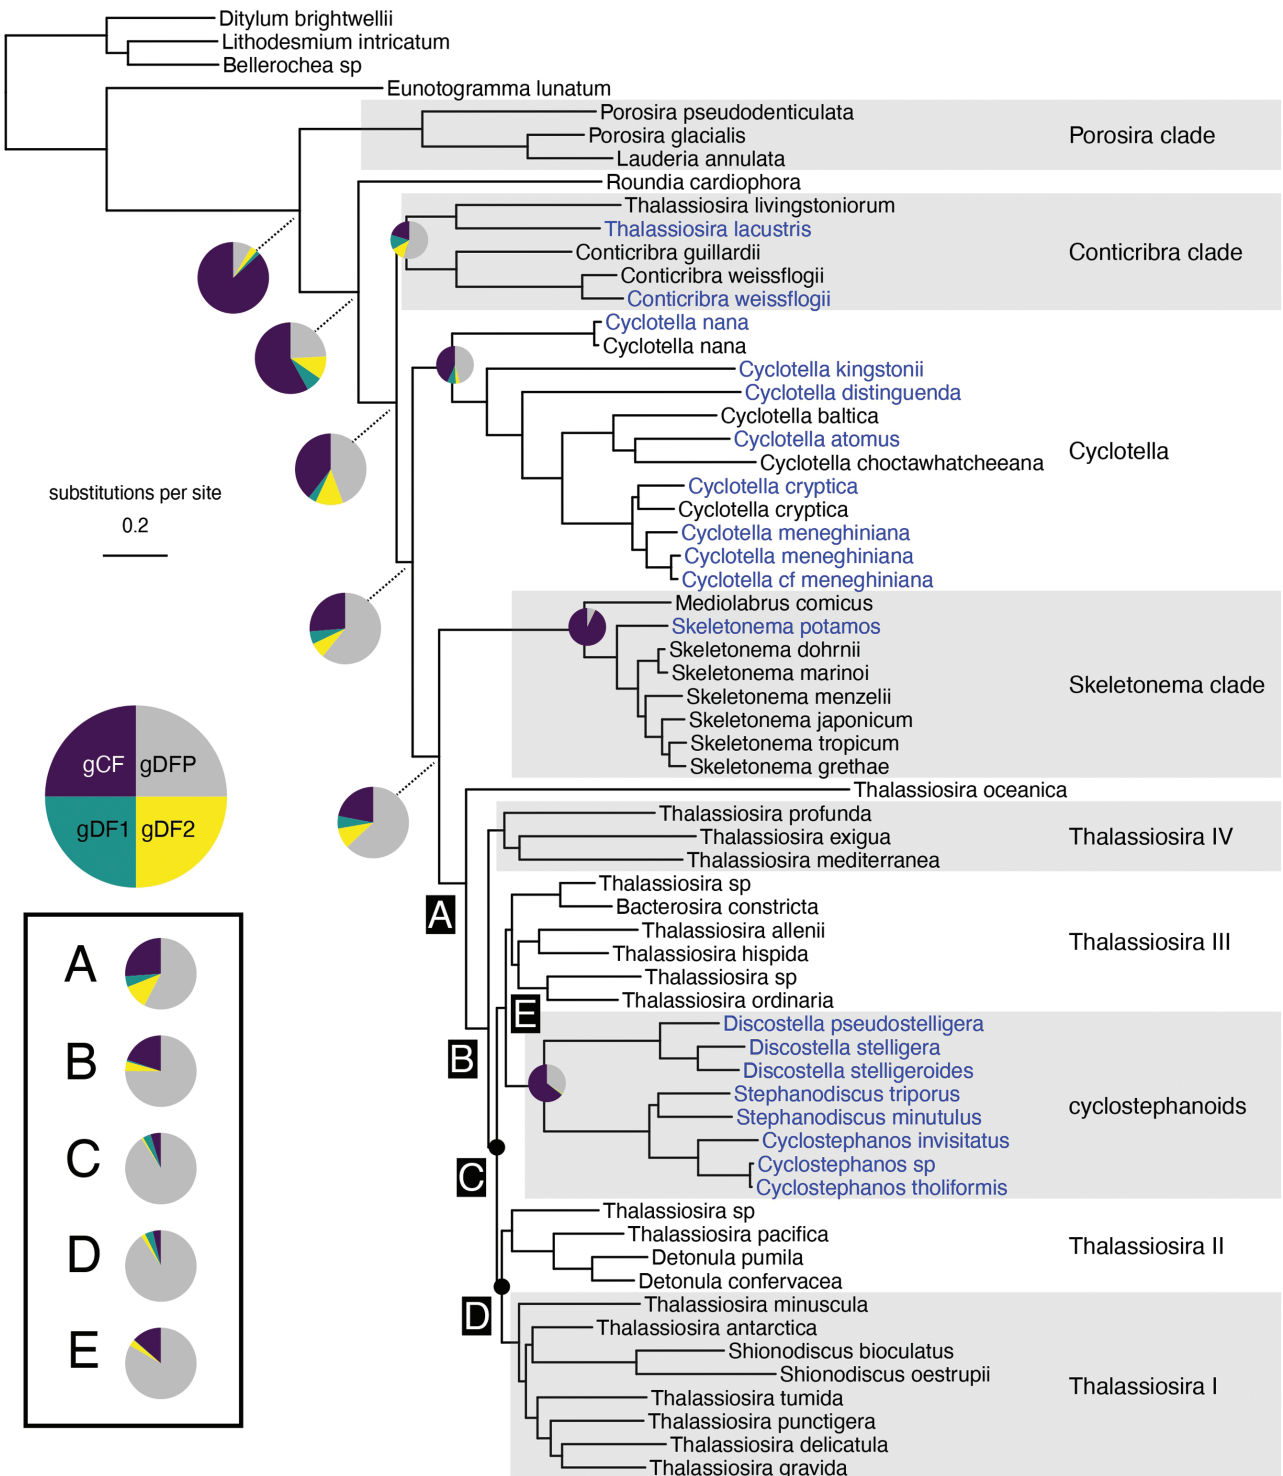 Ditylum brightwellii
Lithodesmium intricatum
Bellerochea sp
Eunotogramma lunatum
Porosira pseudodenticulata
Porosira glacialis
Lauderia annulata
Porosira clade
Roundia cardiophora
Thalassiosira livingstoniorum
Thalassiosira lacustris
Conticribra guillardii
Conticribra weissflogii
Conticribra weissflogii
Conticribra clade
Cyclotella nana
Cyclotella nana
Cyclotella kingstonii
Cyclotella distinguenda
Cyclotella baltica
Cyclotella atomus
Cyclotella choctawhatcheeana
Cyclotella cryptica
Cyclotella cryptica
Cyclotella meneghiniana
Cyclotella meneghiniana
Cyclotella cf meneghiniana
Cyclotella
Mediolabrus comicus
Skeletonema potamos
Skeletonema dohrnii
Skeletonema marinoi
Skeletonema menzelii
Skeletonema japonicum
Skeletonema tropicum
Skeletonema grethae
Skeletonema clade
Thalassiosira oceanica
Thalassiosira profunda
Thalassiosira exigua
Thalassiosira mediterranea
Thalassiosira IV
Thalassiosira sp
Bacterosira constricta
Thalassiosira allenii
Thalassiosira hispida
Thalassiosira sp
Thalassiosira ordinaria
Thalassiosira III
Discostella pseudostelligera
Discostella stelligera
Discostella stelligeroides
Stephanodiscus triporus
Stephanodiscus minutulus
Cyclostephanos invisitatus
Cyclostephanos sp
Cyclostephanos tholiformis
cyclostephanoids
Thalassiosira sp
Thalassiosira pacifica
Detonula pumila
Detonula confervacea
Thalassiosira II
Thalassiosira minuscula
Thalassiosira antarctica
Shionodiscus bioculatus
Shionodiscus oestrupii
Thalassiosira tumida
Thalassiosira punctigera
Thalassiosira delicatula
Thalassiosira gravida
Thalassiosira I
A
B
C
D
E
substitutions per site
0.2
gCF
gDFP
gDF1
gDF2
A
B
C
D
E